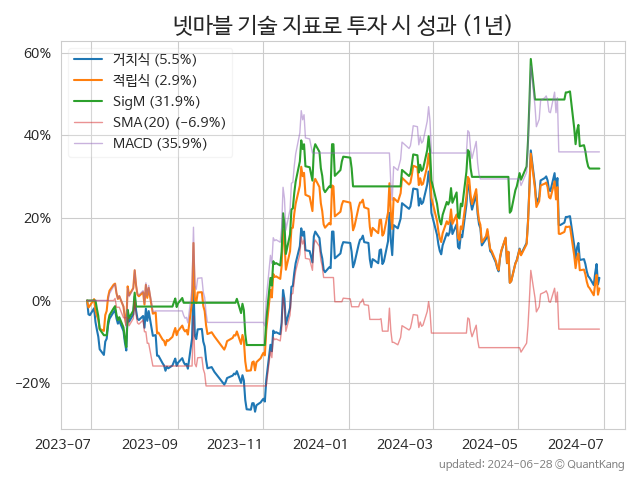 넷마블 기술 지표로 투자 시 성과 (1년)
60%
40%
20%
0%
−20%
거치식 (5.5%)
적립식 (2.9%)
SigM (31.9%)
SMA(20) (−6.9%)
MACD (35.9%)
2023-07 2023-09 2023-11 2024-01 2024-03 2024-05 2024-07
updated: 2024-06-28 © QuantKang